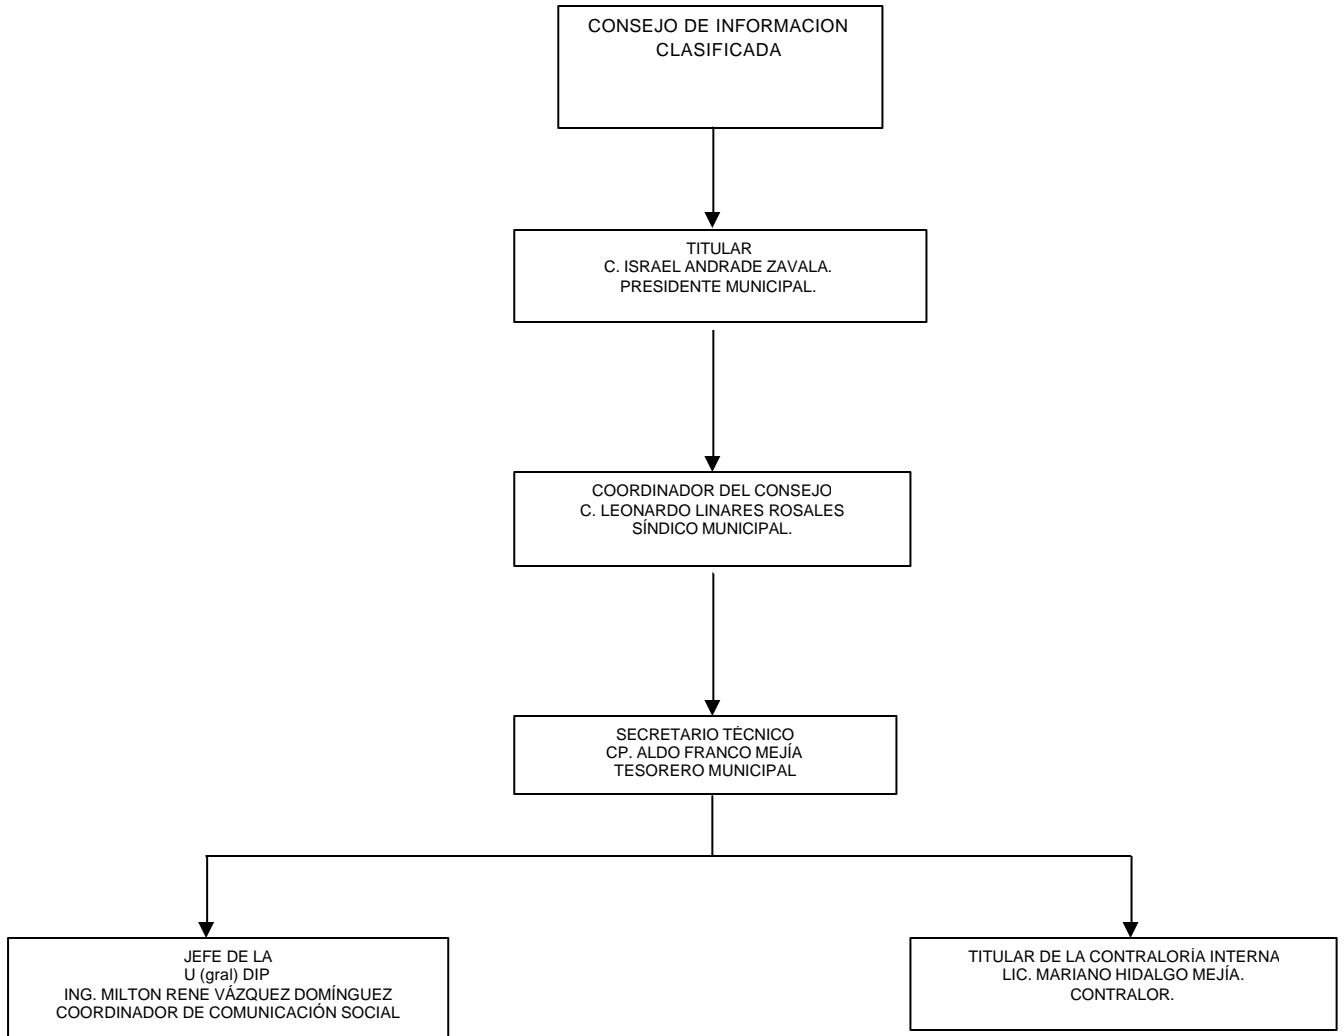 CONSEJO DE INFORMACION
CLASIFICADA
TITULAR
C. ISRAEL ANDRADE ZAVALA.
PRESIDENTE MUNICIPAL.
COORDINADOR DEL CONSEJO
C. LEONARDO LINARES ROSALES
SÍNDICO MUNICIPAL.
SECRETARIO TÉCNICO
CP. ALDO FRANCO MEJÍA
TESORERO MUNICIPAL
JEFE DE LA
U (gral) DIP
ING. MILTON RENE VÁZQUEZ DOMÍNGUEZ
COORDINADOR DE COMUNICACIÓN SOCIAL
TITULAR DE LA CONTRALORÍA INTERNA
LIC. MARIANO HIDALGO MEJÍA.
CONTRALOR.